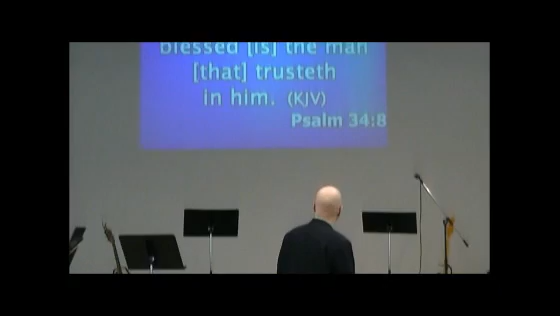 blessed [is] the man
[that] trusteth
in him. (KJV)
Psalm 34:8